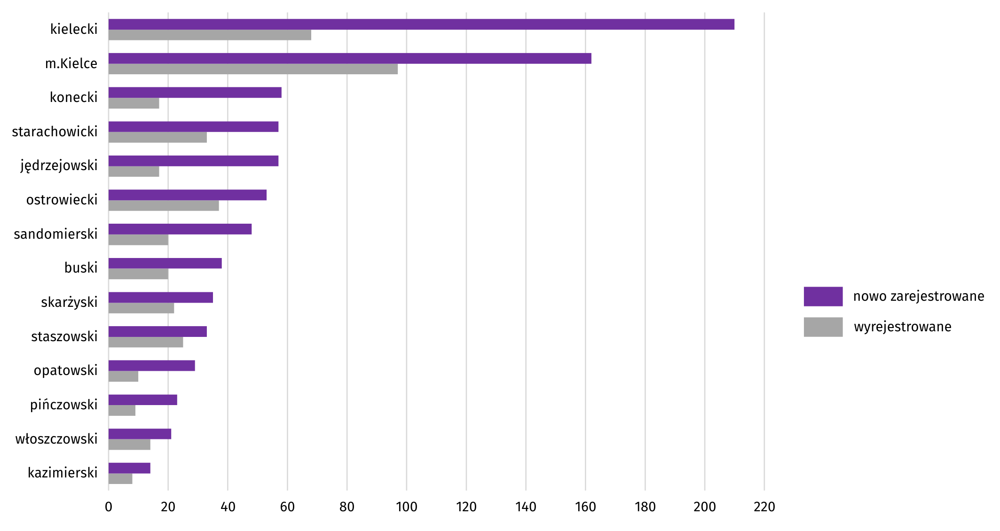 kielecki
m.Kielce
konecki
starachowicki
jędrzejowski
ostrowiecki
sandomierski
buski
skarżyski
staszowski
opatowski
pińczowski
włoszczowski
kazimierski
0 20 40 60 80 100 120 140 160 180 200 220
nowo zarejestrowane
wyrejestrowane